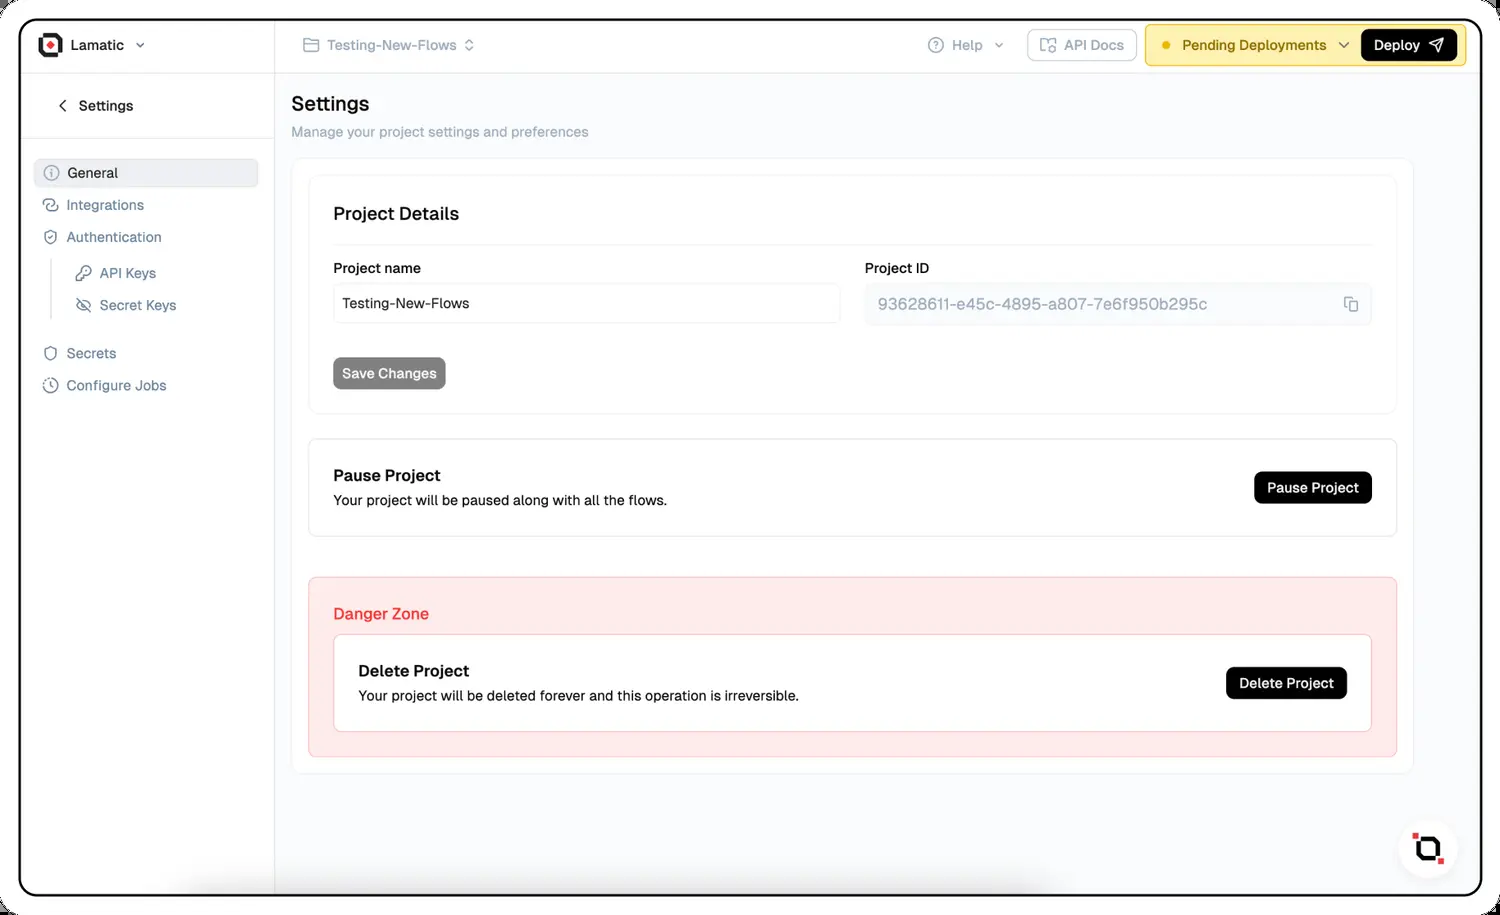 Lamatic
Testing-New-Flows
Help
API Docs
Pending Deployments
Deploy
Settings
General
Integrations
Authentication
API Keys
Secret Keys
Secrets
Configure Jobs
Settings
Manage your project settings and preferences
Project Details
Project name
Project ID
Testing-New-Flows
93628611-e45c-4895-a807-7e6f950b295c
Save Changes
Pause Project
Your project will be paused along with all the flows.
Pause Project
Danger Zone
Delete Project
Your project will be deleted forever and this operation is irreversible.
Delete Project